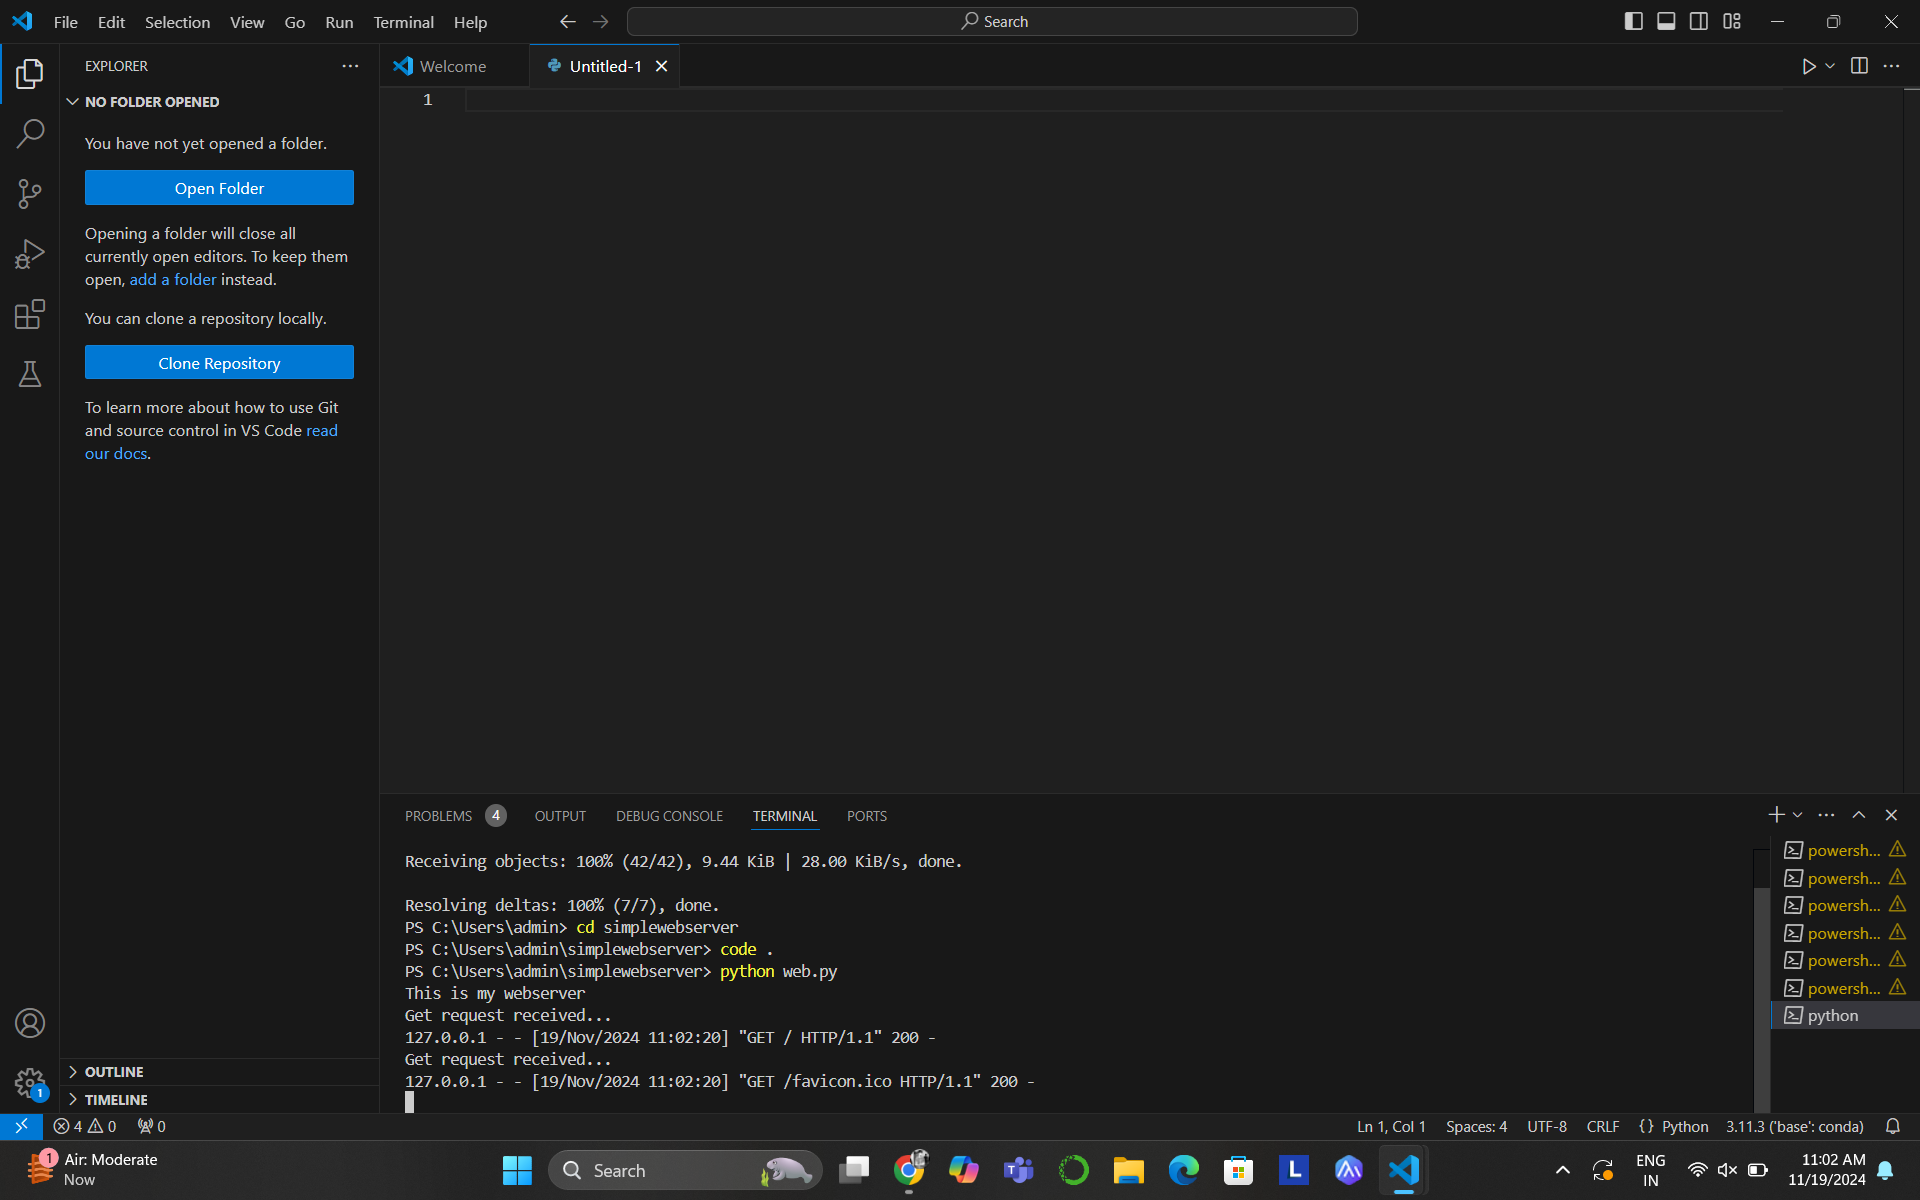 File Edit Selection View Go Run Terminal Help
Search
EXPLORER
NO FOLDER OPENED
You have not yet opened a folder.
Open Folder
Opening a folder will close all
currently open editors. To keep them
open, add a folder instead.
You can clone a repository locally.
Clone Repository
To learn more about how to use Git
and source control in VS Code read
our docs.
OUTLINE
TIMELINE
Welcome
Untitled-1
1
PROBLEMS 4 OUTPUT DEBUG CONSOLE TERMINAL PORTS
Receiving objects: 100% (42/42), 9.44 KiB | 28.00 KiB/s, done.
Resolving deltas: 100% (7/7), done.
PS C:\Users\admin> cd simplewebserver
PS C:\Users\admin\simplewebserver> code .
PS C:\Users\admin\simplewebserver> python web.py
This is my webserver
Get request received...
127.0.0.1 - - [19/Nov/2024 11:02:20] "GET / HTTP/1.1" 200 -
Get request received...
127.0.0.1 - - [19/Nov/2024 11:02:20] "GET /favicon.ico HTTP/1.1" 200 -
powersh...
powersh...
powersh...
powersh...
powersh...
powersh...
python
1
4 0 0
Ln 1, Col 1 Spaces: 4 UTF-8 CRLF {} Python 3.11.3 ('base': conda)
1
Air: Moderate
Now
Search
L
ENG
IN
11:02 AM
11/19/2024